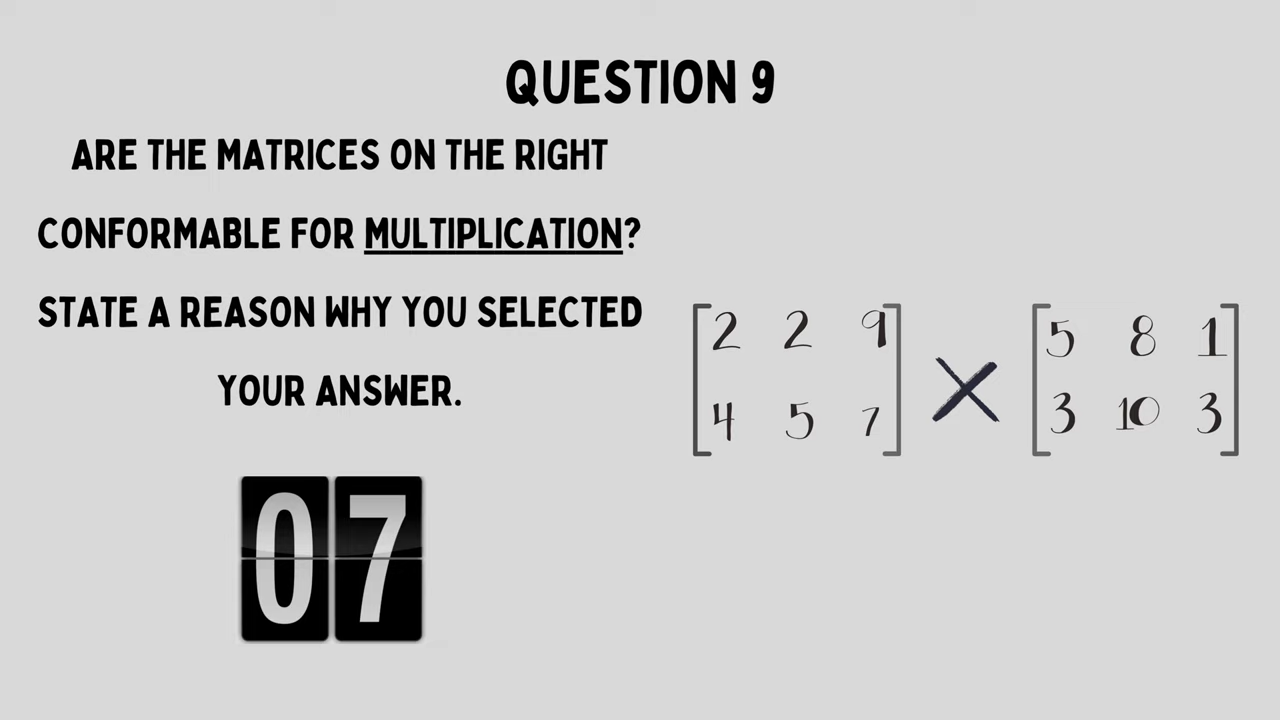 QUESTION 9
ARE THE MATRICES ON THE RIGHT
CONFORMABLE FOR MULTIPLICATION?
STATE A REASON WHY YOU SELECTED
YOUR ANSWER.
2 2 9 × 5 8 1
4 5 7 3 10 3
07